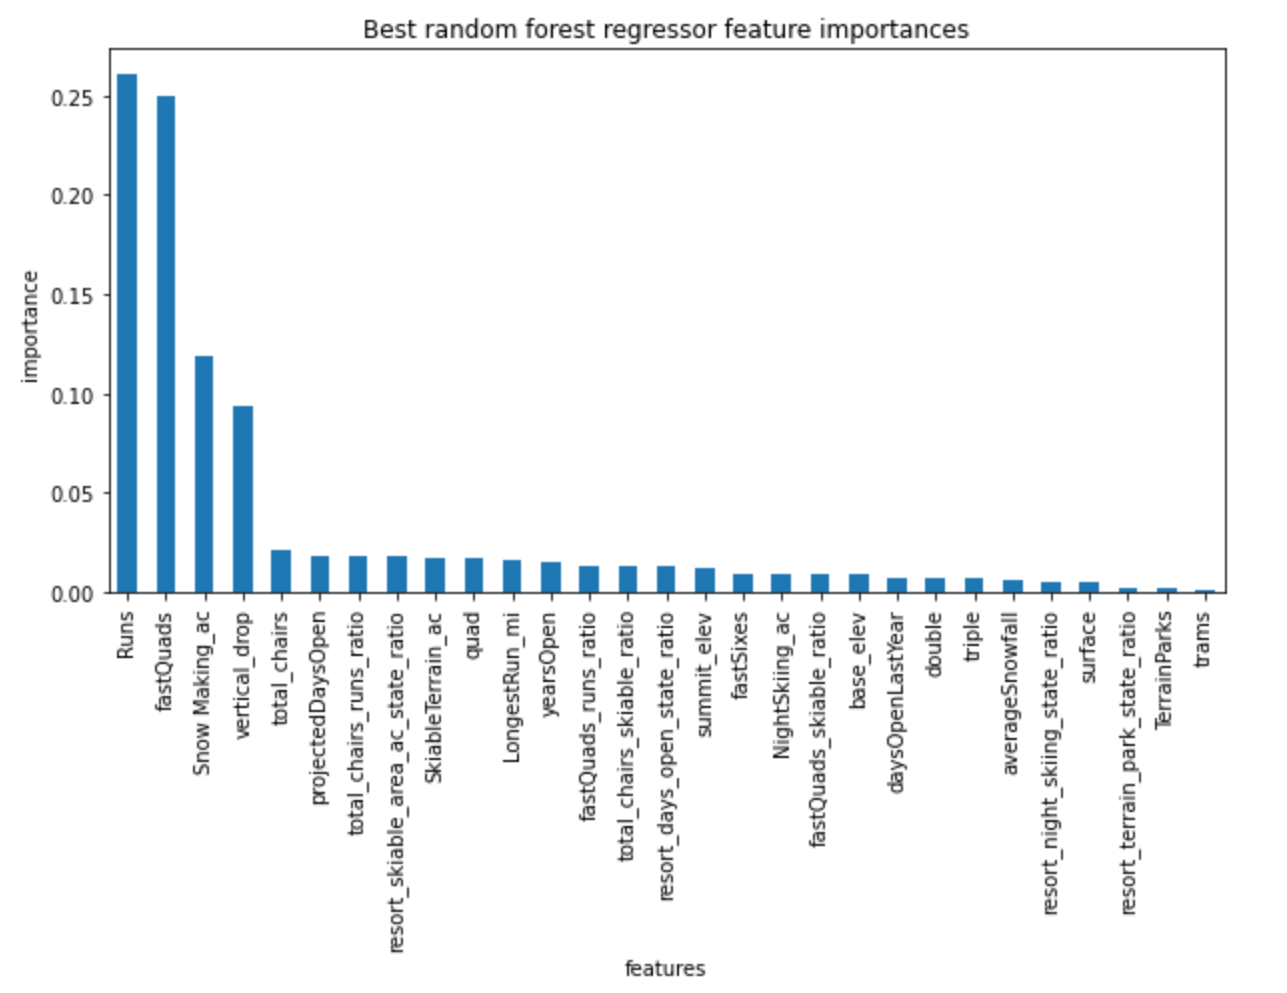 Best random forest regressor feature importances
importance
0.25
0.20
0.15
0.10
0.05
0.00
Runs
fastQuads
Snow Making_ac
vertical_drop
total_chairs
projectedDaysOpen
total_chairs_runs_ratio
resort_skiable_area_ac_state_ratio
SkiableTerrain_ac
quad
LongestRun_mi
yearsOpen
fastQuads_runs_ratio
total_chairs_skiable_ratio
resort_days_open_state_ratio
summit_elev
fastSixes
NightSkiing_ac
fastQuads_skiable_ratio
base_elev
daysOpenLastYear
double
triple
averageSnowfall
resort_night_skiing_state_ratio
surface
resort_terrain_park_state_ratio
TerrainParks
trams
features